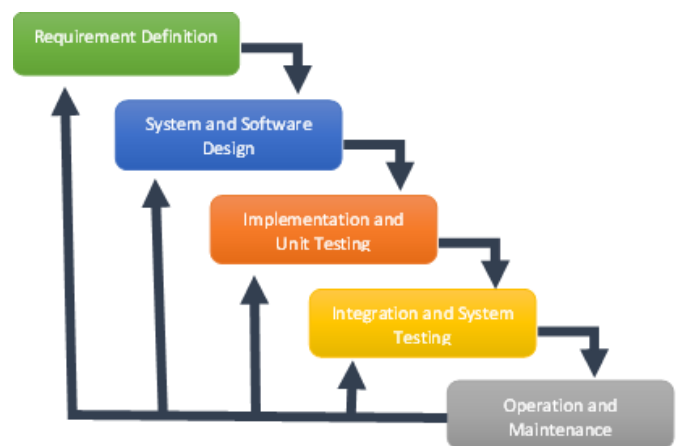 Requirement Definition
System and Software
Design
Implementation and
Unit Testing
Integration and System
Testing
Operation and
Maintenance